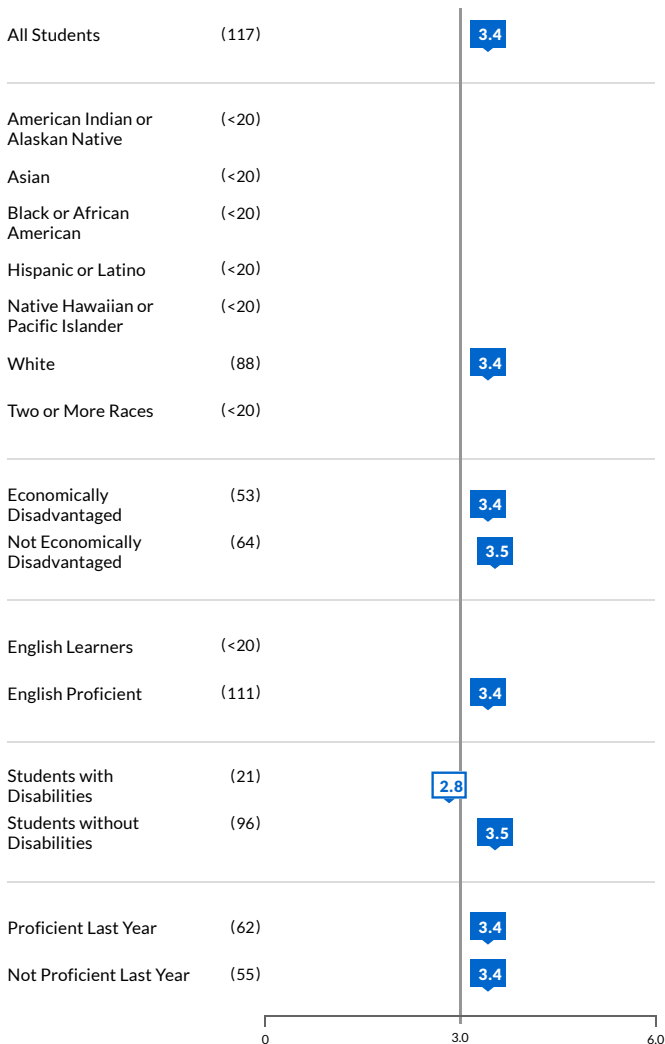 All Students (117) 3.4
American Indian or (<20)
Alaskan Native
Asian (<20)
Black or African (<20)
American
Hispanic or Latino (<20)
Native Hawaiian or (<20)
Pacific Islander
White (88) 3.4
Two or More Races (<20)
Economically (53) 3.4
Disadvantaged
Not Economically (64) 3.5
Disadvantaged
English Learners (<20)
English Proficient (111) 3.4
Students with (21) 2.8
Disabilities
Students without (96) 3.5
Disabilities
Proficient Last Year (62) 3.4
Not Proficient Last Year (55) 3.4
0 3.0 6.0